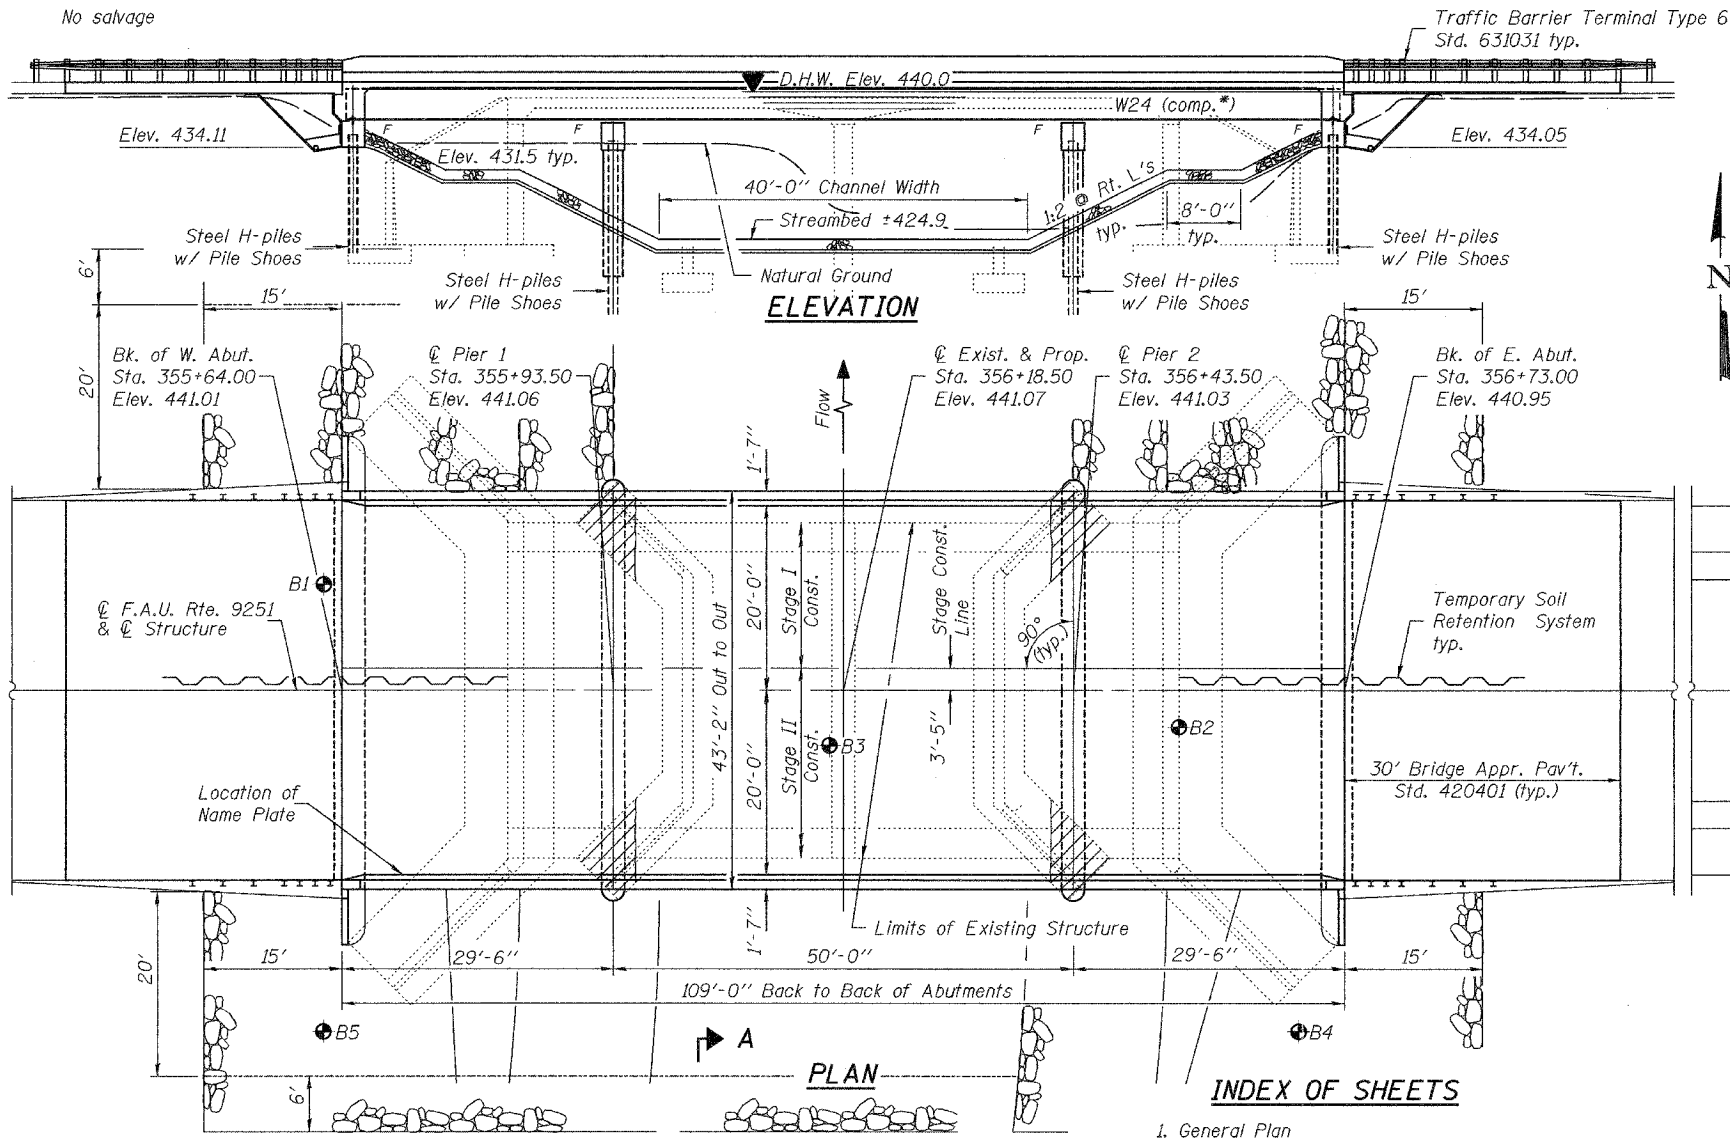 No salvage
Traffic Barrier Terminal Type 6
Std. 631031 typ.
D.H.W. Elev. 440.0
W24 (comp.*)
F
F
F
Elev. 434.11
Elev. 434.05
Elev. 431.5 typ.
40'-0" Channel Width
1:2 @ Rt. L's
typ.
8'-0"
typ.
Streambed ±424.9
Steel H-piles
w/ Pile Shoes
Steel H-piles
w/ Pile Shoes
Natural Ground
Steel H-piles
w/ Pile Shoes
Steel H-piles
w/ Pile Shoes
ELEVATION
N
6'
15'
15'
20'
Bk. of W. Abut.
Sta. 355+64.00
Elev. 441.01
℄ Pier 1
Sta. 355+93.50
Elev. 441.06
Flow
℄ Exist. & Prop.
Sta. 356+18.50
Elev. 441.07
℄ Pier 2
Sta. 356+43.50
Elev. 441.03
Bk. of E. Abut.
Sta. 356+73.00
Elev. 440.95
1'-7"
B1
℄ F.A.U. Rte. 9251
& ℄ Structure
20'-0"
Stage I
Const.
Stage Const.
Line
90°
(typ.)
Temporary Soil
Retention System
typ.
43'-2" Out to Out
20'-0"
Stage II
Const.
B3
3'-5"
B2
30' Bridge Appr. Pav't.
Std. 420401 (typ.)
Location of
Name Plate
1'-7"
Limits of Existing Structure
20'
15'
29'-6"
50'-0"
29'-6"
15'
109'-0" Back to Back of Abutments
B5
A
B4
PLAN
6'
INDEX OF SHEETS
1. General Plan